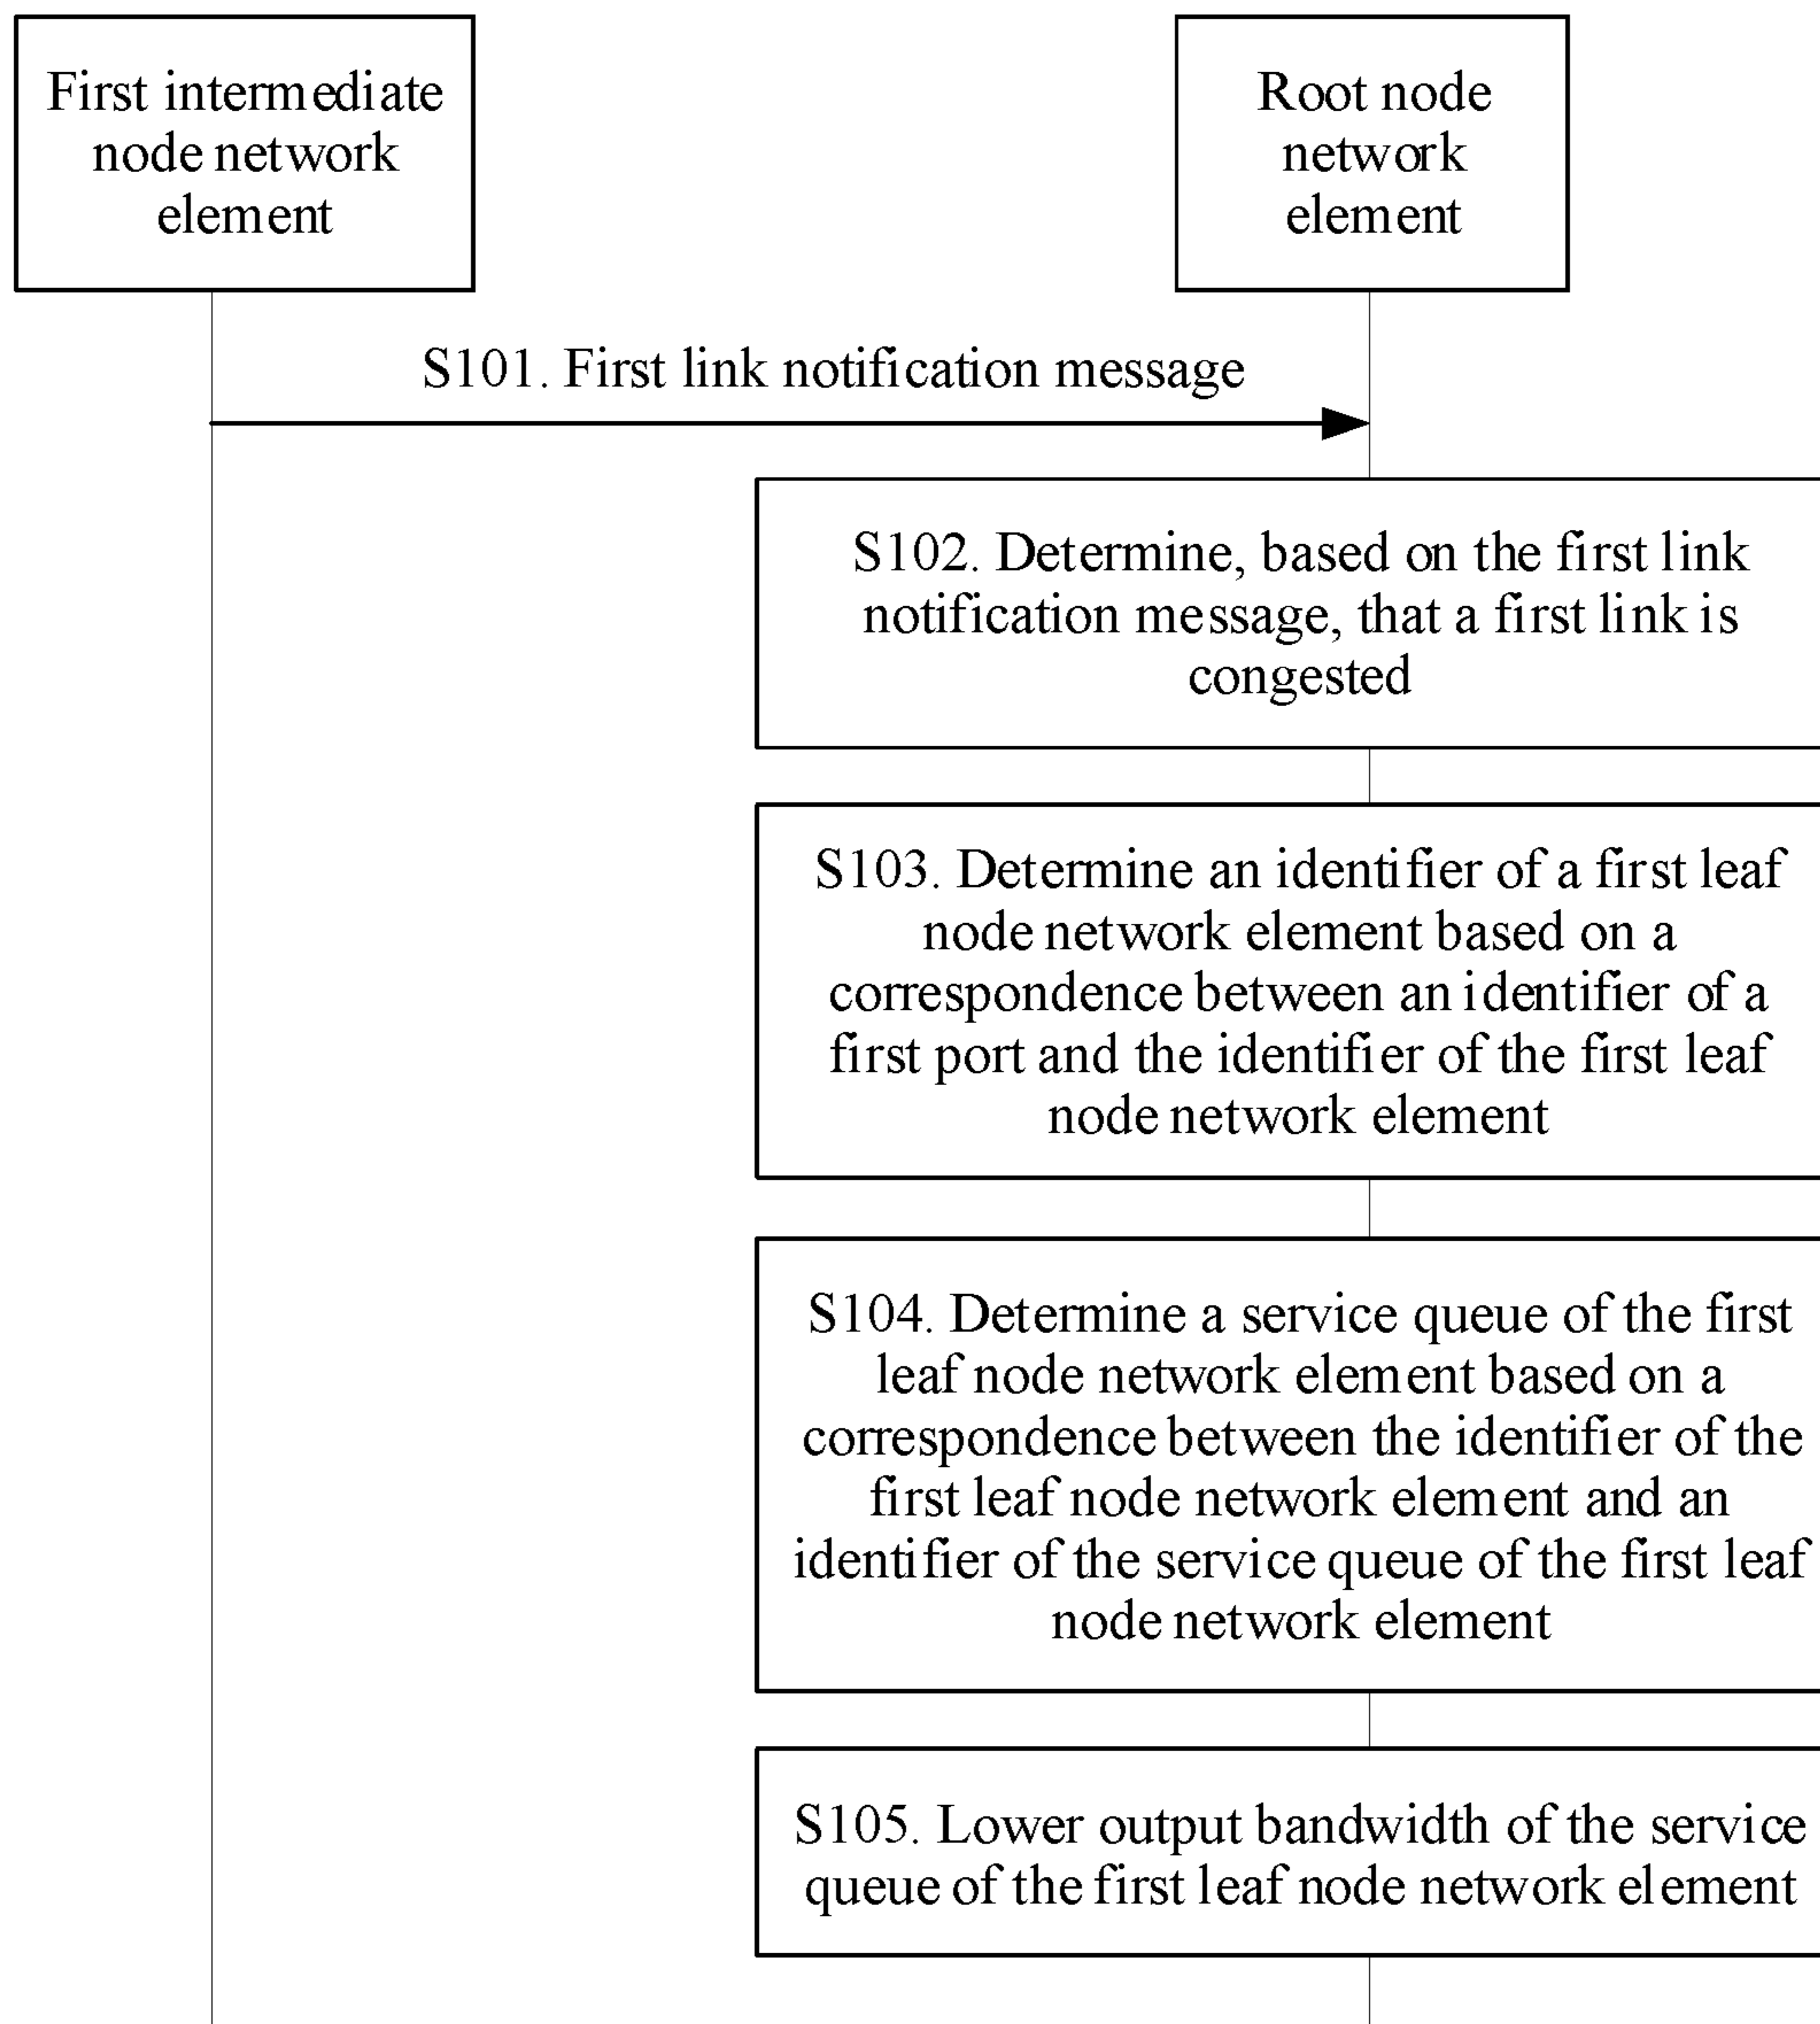 First intermediate
node network
element
Root node
network
element
S101. First link notification message
S102. Determine, based on the first link
notification message, that a first link is
congested
S103. Determine an identifier of a first leaf
node network element based on a
correspondence between an identifier of a
first port and the identifier of the first leaf
node network element
S104. Determine a service queue of the first
leaf node network element based on a
correspondence between the identifier of the
first leaf node network element and an
identifier of the service queue of the first leaf
node network element
S105. Lower output bandwidth of the service
queue of the first leaf node network element